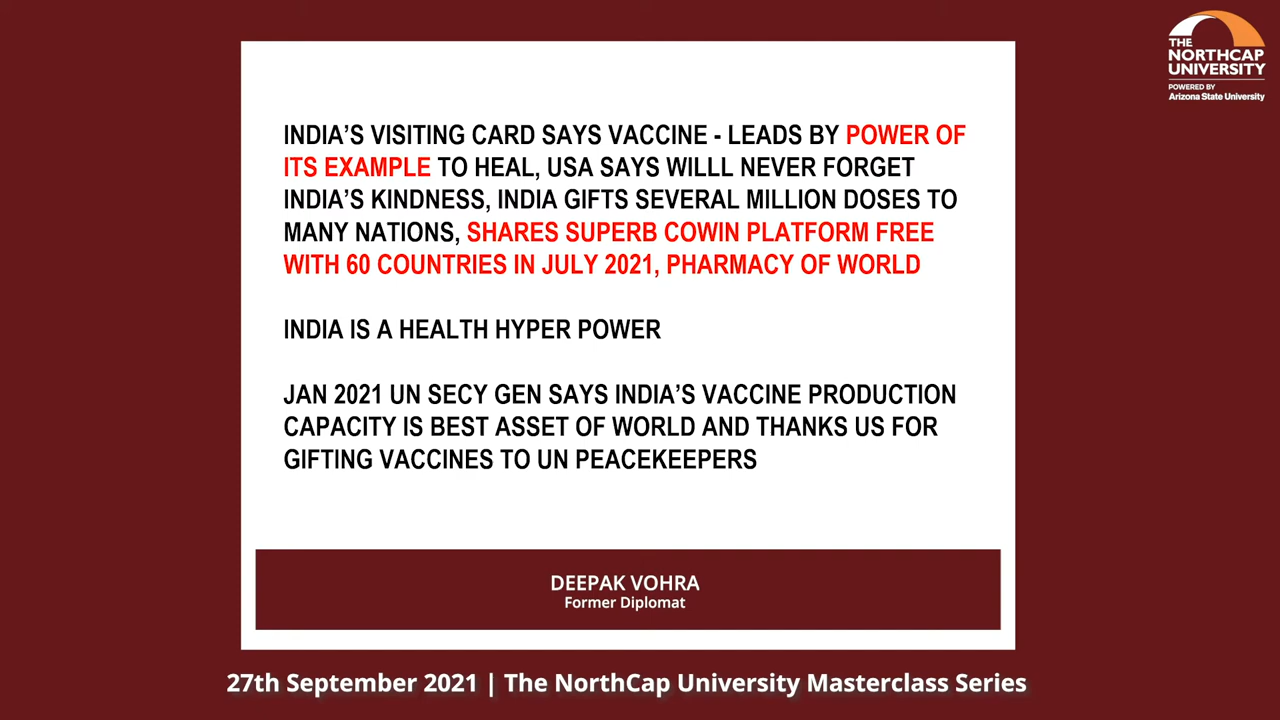 THE
NORTHCAP
UNIVERSITY
POWERED BY
Arizona State University
INDIA'S VISITING CARD SAYS VACCINE - LEADS BY POWER OF
ITS EXAMPLE TO HEAL, USA SAYS WILLL NEVER FORGET
INDIA'S KINDNESS, INDIA GIFTS SEVERAL MILLION DOSES TO
MANY NATIONS, SHARES SUPERB COWIN PLATFORM FREE
WITH 60 COUNTRIES IN JULY 2021, PHARMACY OF WORLD
INDIA IS A HEALTH HYPER POWER
JAN 2021 UN SECY GEN SAYS INDIA'S VACCINE PRODUCTION
CAPACITY IS BEST ASSET OF WORLD AND THANKS US FOR
GIFTING VACCINES TO UN PEACEKEEPERS
DEEPAK VOHRA
Former Diplomat
27th September 2021 | The NorthCap University Masterclass Series